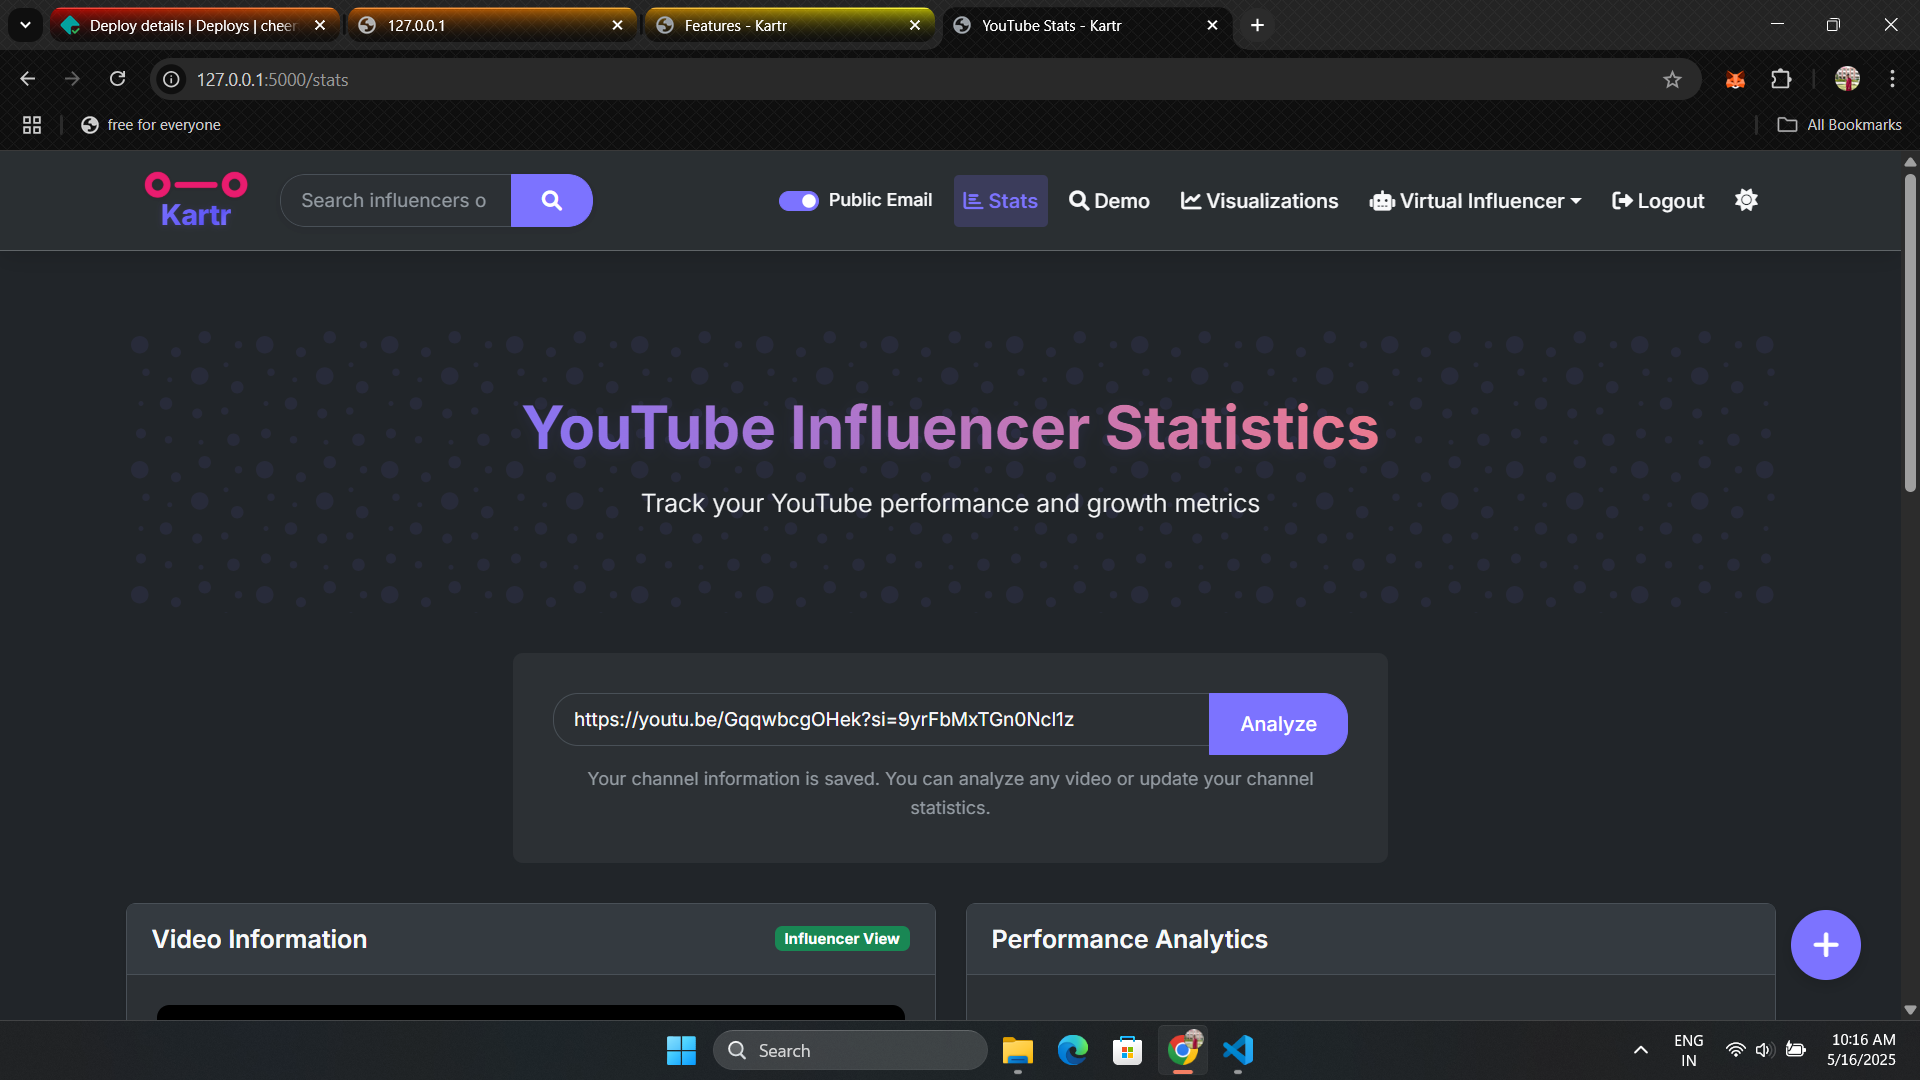 Deploy details | Deploys | cheer
127.0.0.1
Features - Kartr
YouTube Stats - Kartr
127.0.0.1:5000/stats
free for everyone
All Bookmarks
Kartr
Search influencers o
Public Email
Stats
Demo
Visualizations
Virtual Influencer
Logout
YouTube Influencer Statistics
Track your YouTube performance and growth metrics
https://youtu.be/GqqwbcgOHek?si=9yrFbMxTGn0Ncl1z
Analyze
Your channel information is saved. You can analyze any video or update your channel
statistics.
Video Information
Influencer View
Performance Analytics
Search
ENG
IN
10:16 AM
5/16/2025